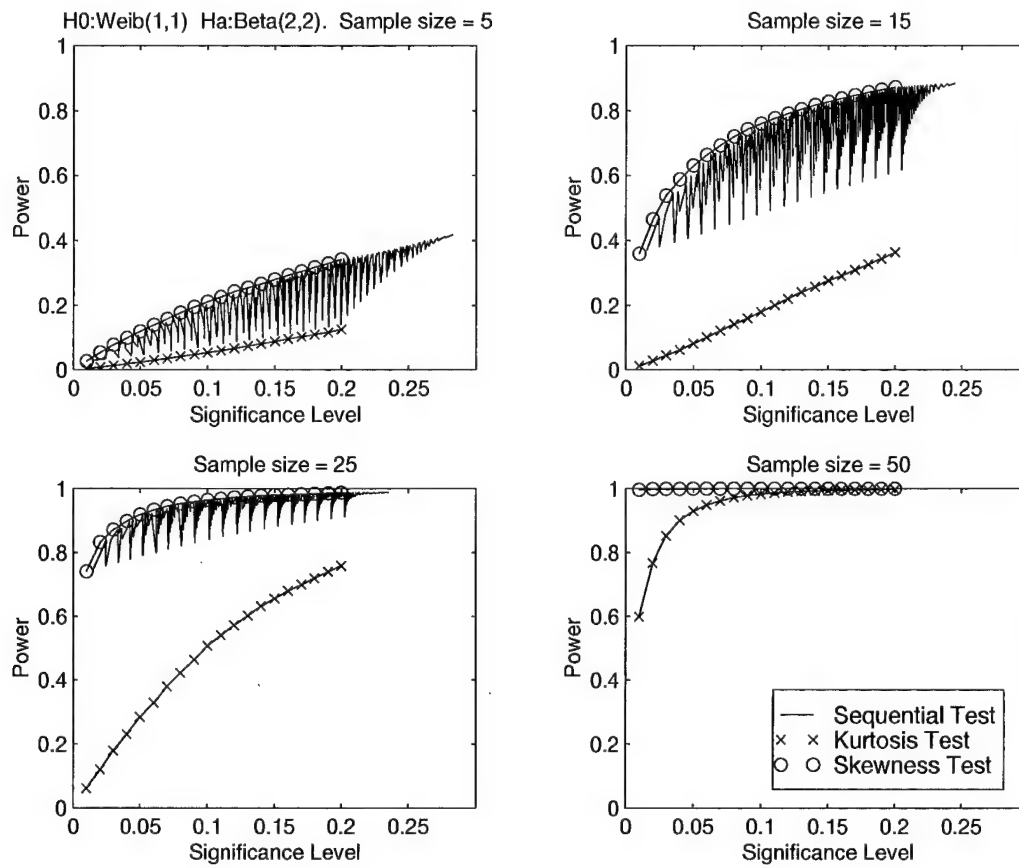 H0:Weib(1,1) Ha:Beta(2,2). Sample size = 5
1
0.8
0.6
0.4
0.2
0
Power
0 0.05 0.1 0.15 0.2 0.25
Significance Level
Sample size = 15
1
0.8
0.6
0.4
0.2
0
Power
0 0.05 0.1 0.15 0.2 0.25
Significance Level
Sample size = 25
1
0.8
0.6
0.4
0.2
0
Power
0 0.05 0.1 0.15 0.2 0.25
Significance Level
Sample size = 50
1
0.8
0.6
0.4
0.2
0
Power
0 0.05 0.1 0.15 0.2 0.25
Significance Level
Sequential Test
Kurtosis Test
Skewness Test